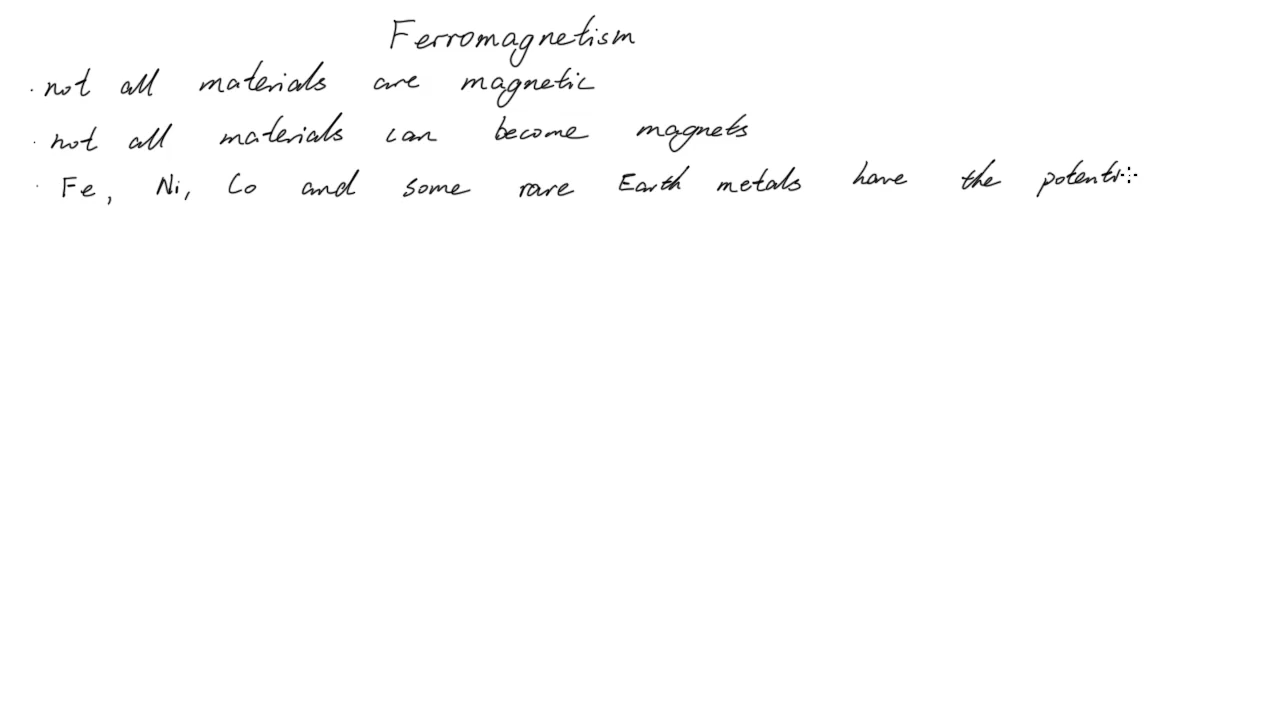 Ferromagnetism
· not all materials are magnetic
· not all materials can become magnets
· Fe, Ni, Co and some rare Earth metals have the potenti